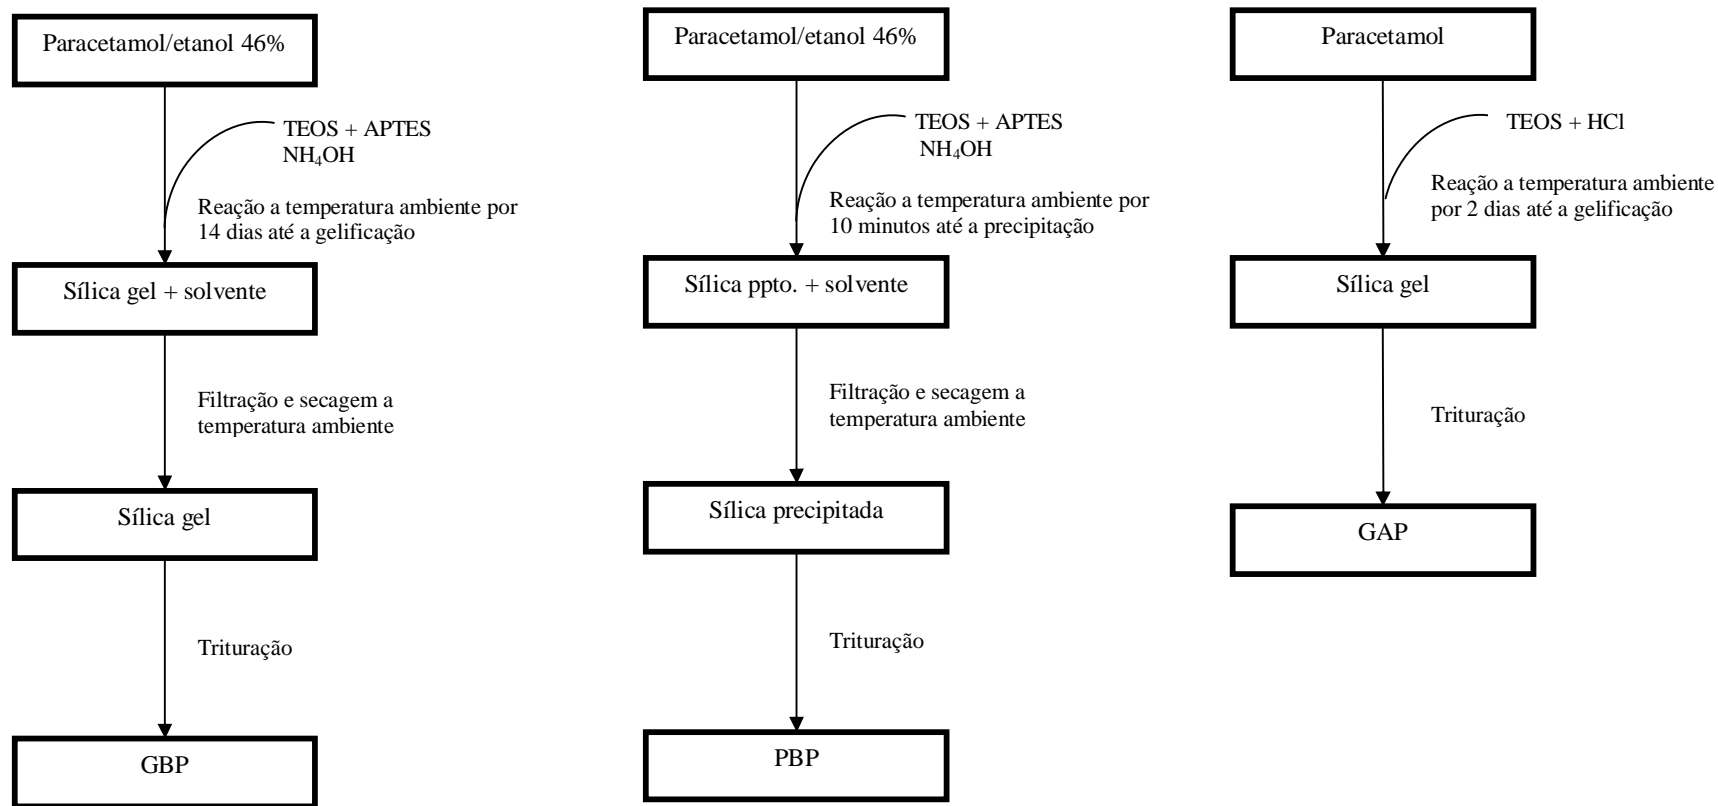 Paracetamol/etanol 46%
TEOS + APTES
NH₄OH
Reação a temperatura ambiente por
14 dias até a gelificação
Sílica gel + solvente
Filtração e secagem a
temperatura ambiente
Sílica gel
Trituração
GBP
Paracetamol/etanol 46%
TEOS + APTES
NH₄OH
Reação a temperatura ambiente por
10 minutos até a precipitação
Sílica ppto. + solvente
Filtração e secagem a
temperatura ambiente
Sílica precipitada
Trituração
PBP
Paracetamol
TEOS + HCl
Reação a temperatura ambiente
por 2 dias até a gelificação
Sílica gel
Trituração
GAP